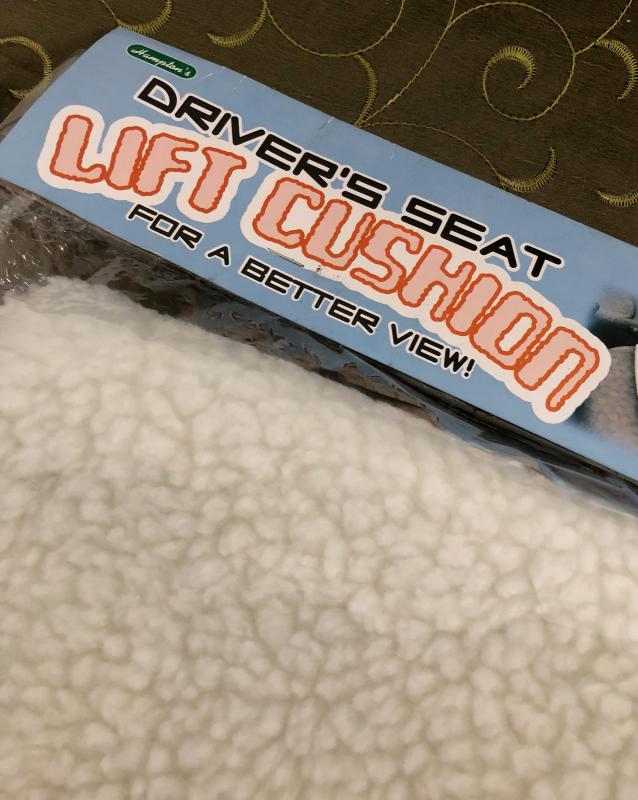 Hampton's
DRIVER'S SEAT
LIFT CUSHION
FOR A BETTER VIEW!